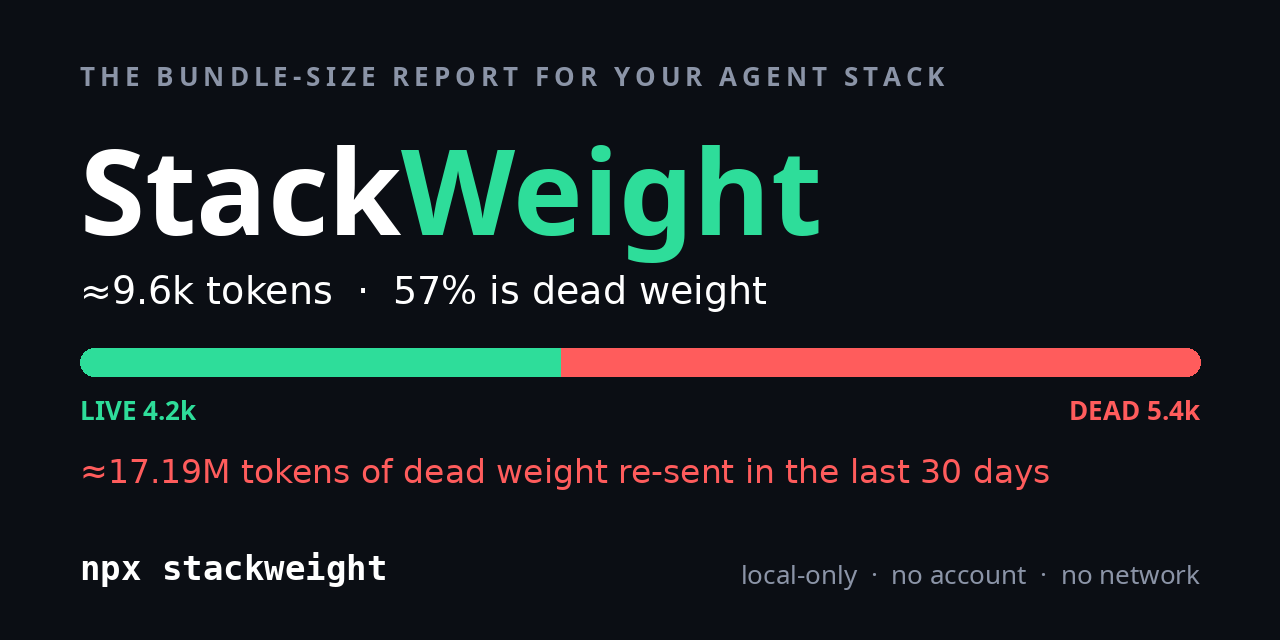 THE BUNDLE-SIZE REPORT FOR YOUR AGENT STACK
StackWeight
≈9.6k tokens · 57% is dead weight
LIVE 4.2k DEAD 5.4k
≈17.19M tokens of dead weight re-sent in the last 30 days
npx stackweight local-only · no account · no network